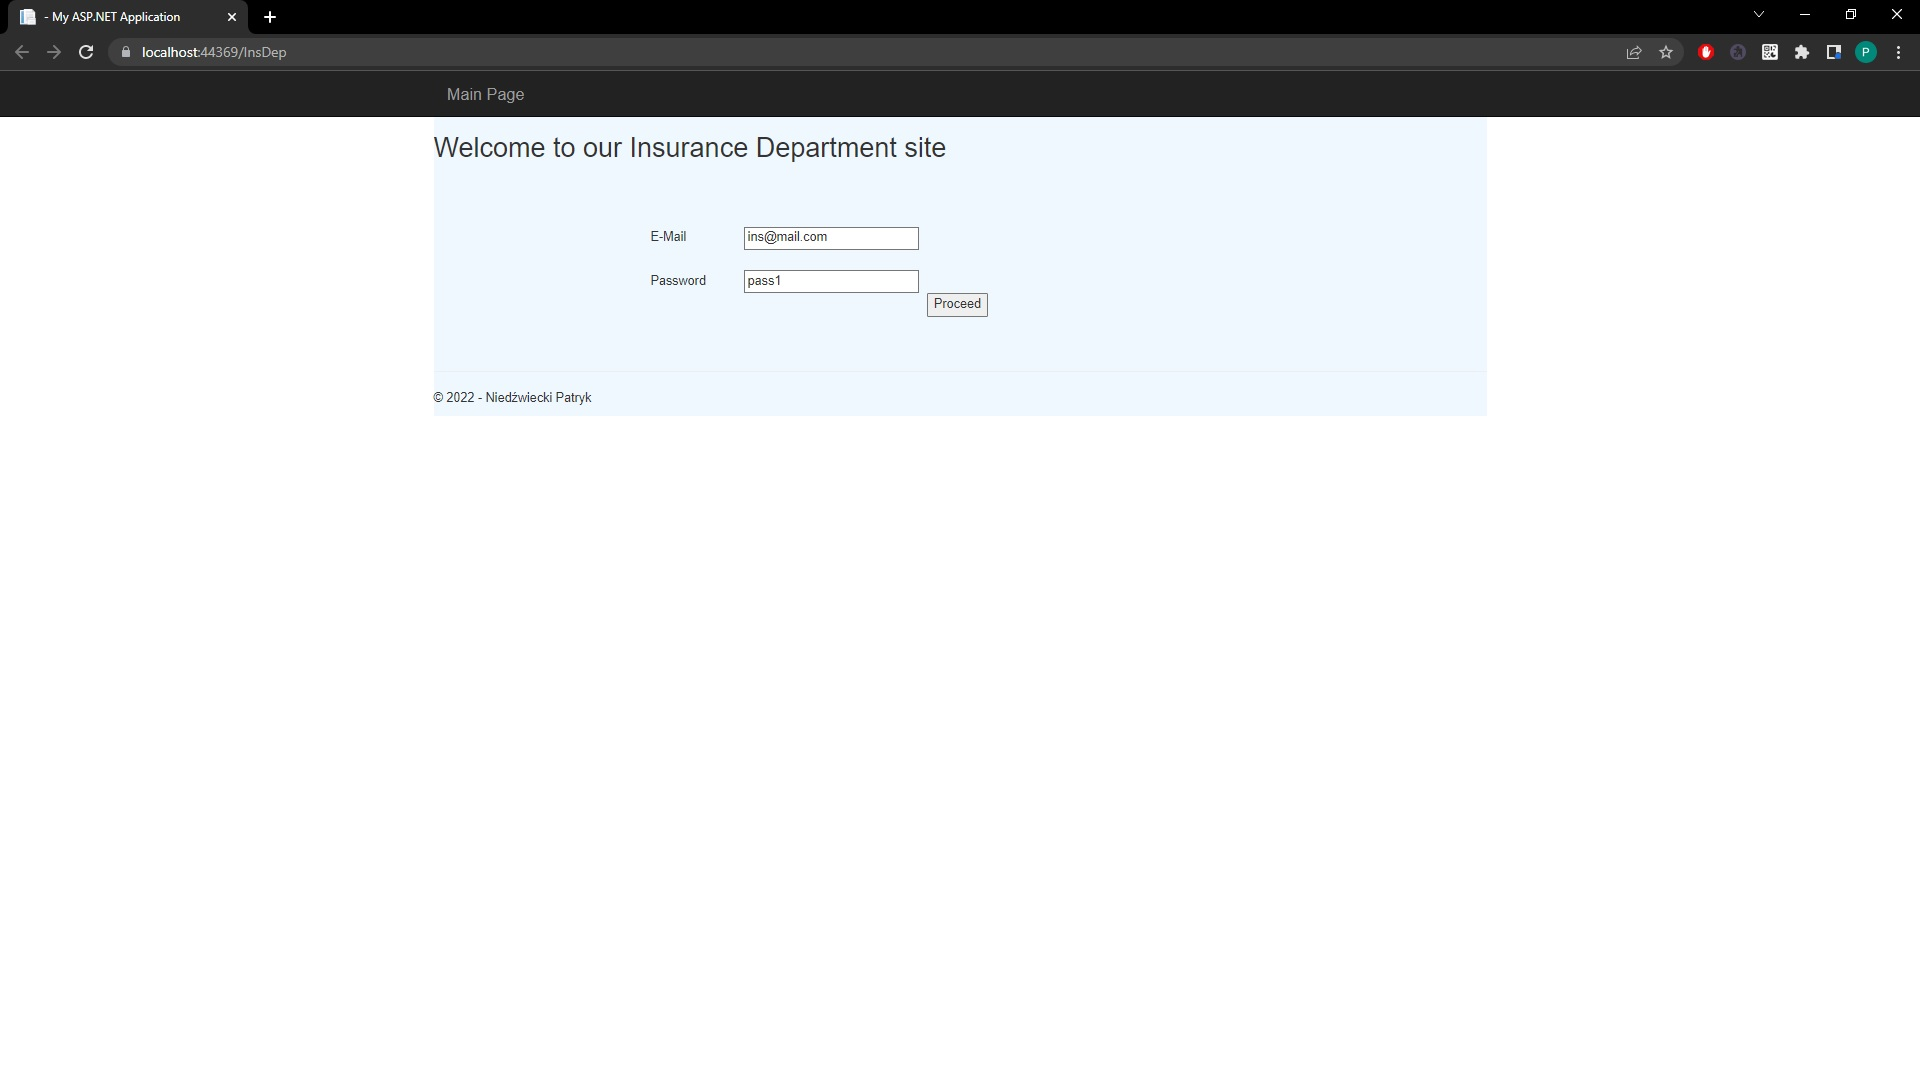 - My ASP.NET Application
localhost:44369/InsDep
P
Main Page
Welcome to our Insurance Department site
E-Mail ins@mail.com
Password pass1
Proceed
© 2022 - Niedźwiecki Patryk